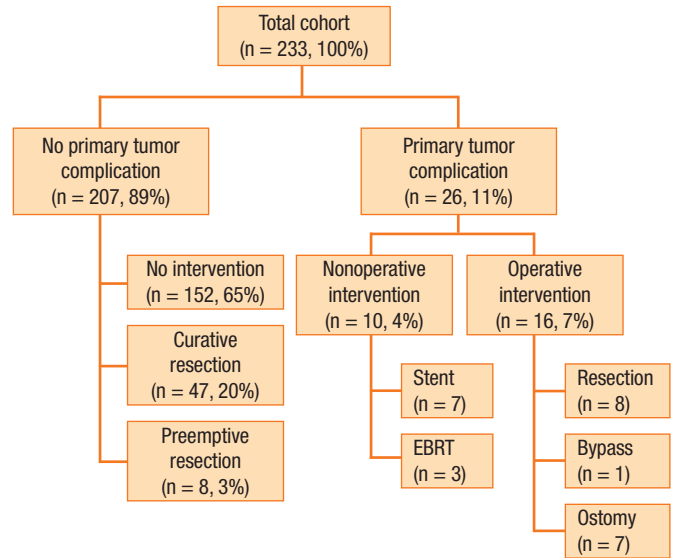 Total cohort
(n = 233, 100%)
No primary tumor
complication
(n = 207, 89%)
Primary tumor
complication
(n = 26, 11%)
No intervention
(n = 152, 65%)
Curative
resection
(n = 47, 20%)
Preemptive
resection
(n = 8, 3%)
Nonoperative
intervention
(n = 10, 4%)
Stent
(n = 7)
EBRT
(n = 3)
Operative
intervention
(n = 16, 7%)
Resection
(n = 8)
Bypass
(n = 1)
Ostomy
(n = 7)